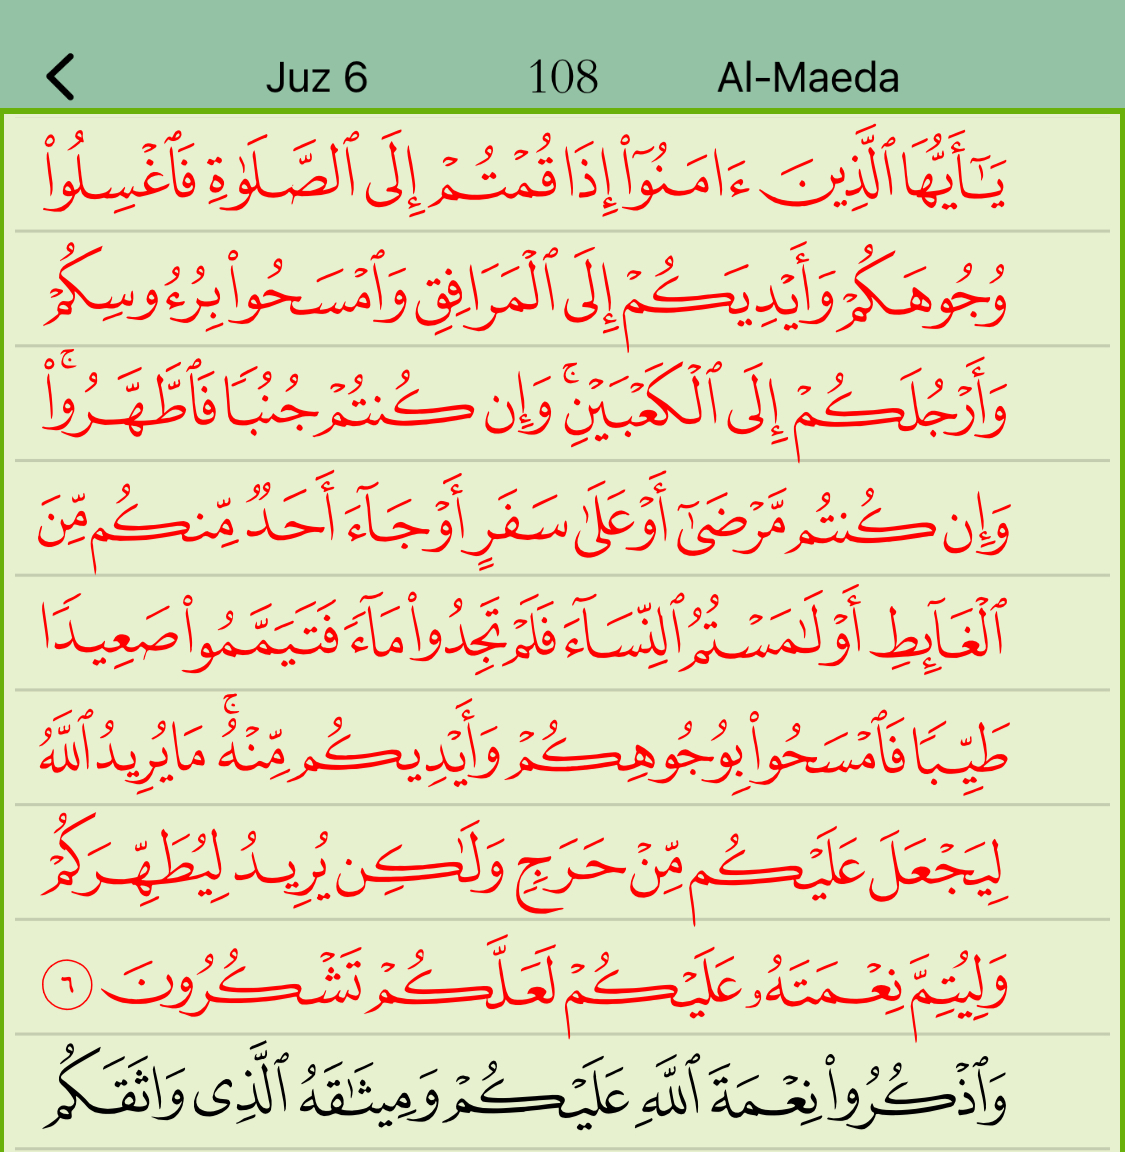 Juz 6 108 Al-Maeda
يَٰٓأَيُّهَا ٱلَّذِينَ ءَامَنُوٓا۟ إِذَا قُمْتُمْ إِلَى ٱلصَّلَوٰةِ فَٱغْسِلُوا۟
وُجُوهَكُمْ وَأَيْدِيَكُمْ إِلَى ٱلْمَرَافِقِ وَٱمْسَحُوا۟ بِرُءُوسِكُمْ
وَأَرْجُلَكُمْ إِلَى ٱلْكَعْبَيْنِ ۚ وَإِن كُنتُمْ جُنُبًا فَٱطَّهَّرُوا۟ ۚ
وَإِن كُنتُم مَّرْضَىٰٓ أَوْ عَلَىٰ سَفَرٍ أَوْ جَآءَ أَحَدٌ مِّنكُم مِّنَ
ٱلْغَآئِطِ أَوْ لَٰمَسْتُمُ ٱلنِّسَآءَ فَلَمْ تَجِدُوا۟ مَآءً فَتَيَمَّمُوا۟ صَعِيدًا
طَيِّبًا فَٱمْسَحُوا۟ بِوُجُوهِكُمْ وَأَيْدِيكُم مِّنْهُ ۚ مَا يُرِيدُ ٱللَّهُ
لِيَجْعَلَ عَلَيْكُم مِّنْ حَرَجٍ وَلَٰكِن يُرِيدُ لِيُطَهِّرَكُمْ
وَلِيُتِمَّ نِعْمَتَهُۥ عَلَيْكُمْ لَعَلَّكُمْ تَشْكُرُونَ ٦
وَٱذْكُرُوا۟ نِعْمَةَ ٱللَّهِ عَلَيْكُمْ وَمِيثَٰقَهُ ٱلَّذِى وَاثَقَكُم